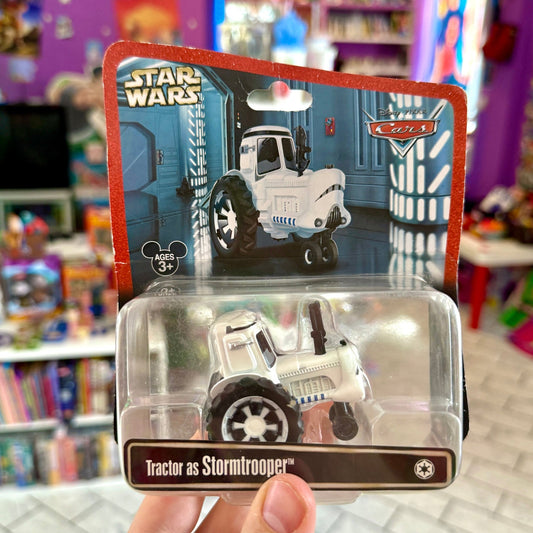 STAR
WARS
Disney·PIXAR
Cars
AGES
3+
Tractor as Stormtrooper™